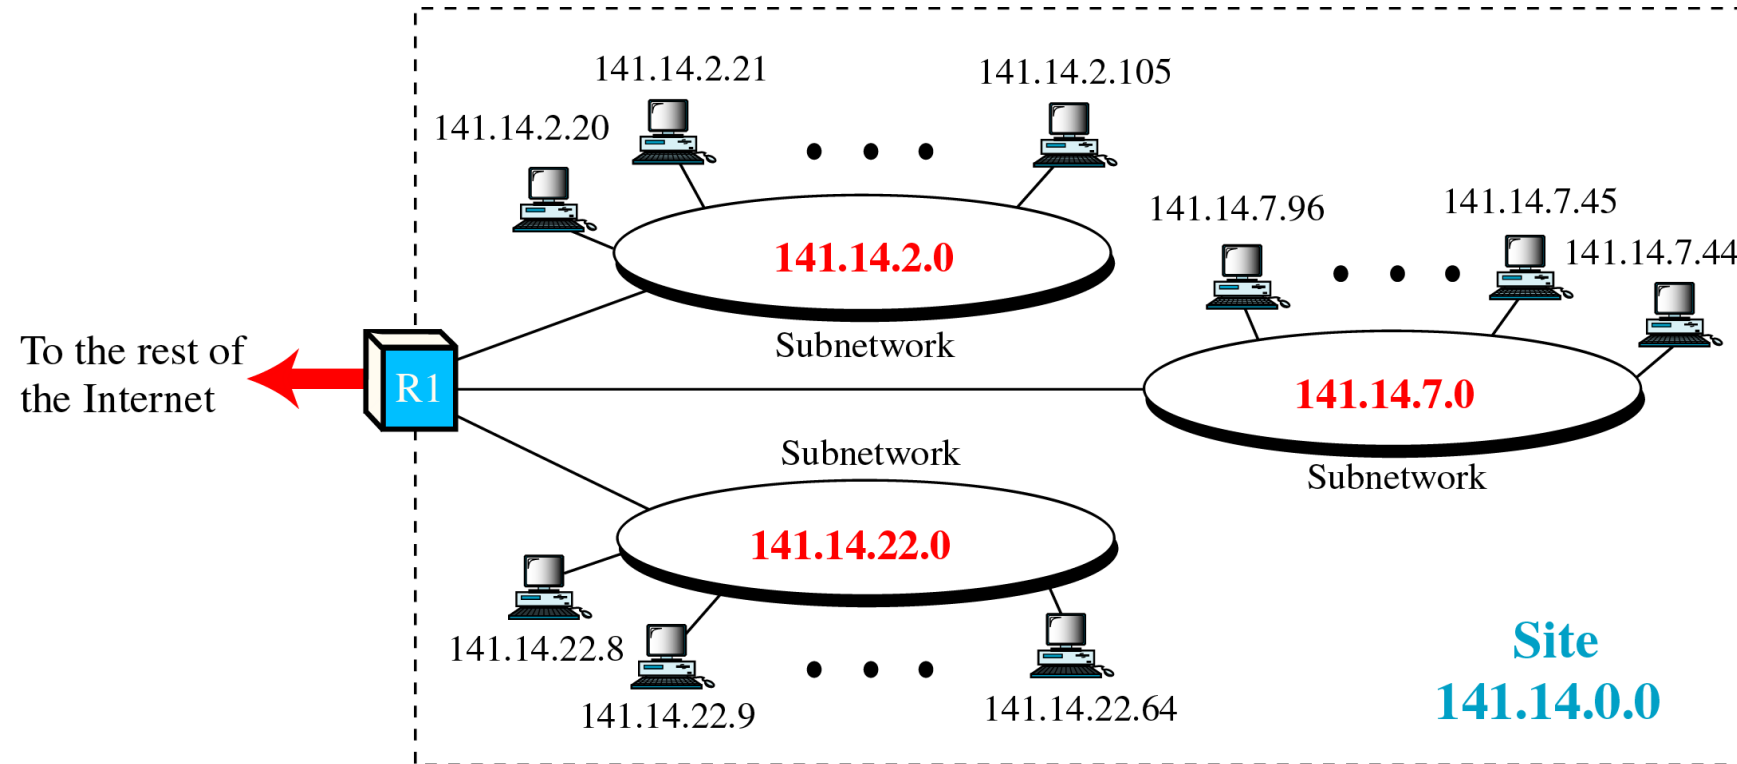 141.14.2.21
141.14.2.105
141.14.2.20
141.14.7.96
141.14.7.45
141.14.7.44
141.14.2.0
Subnetwork
To the rest of
the Internet
R1
141.14.7.0
Subnetwork
Subnetwork
141.14.22.0
141.14.22.8
141.14.22.9
141.14.22.64
Site
141.14.0.0